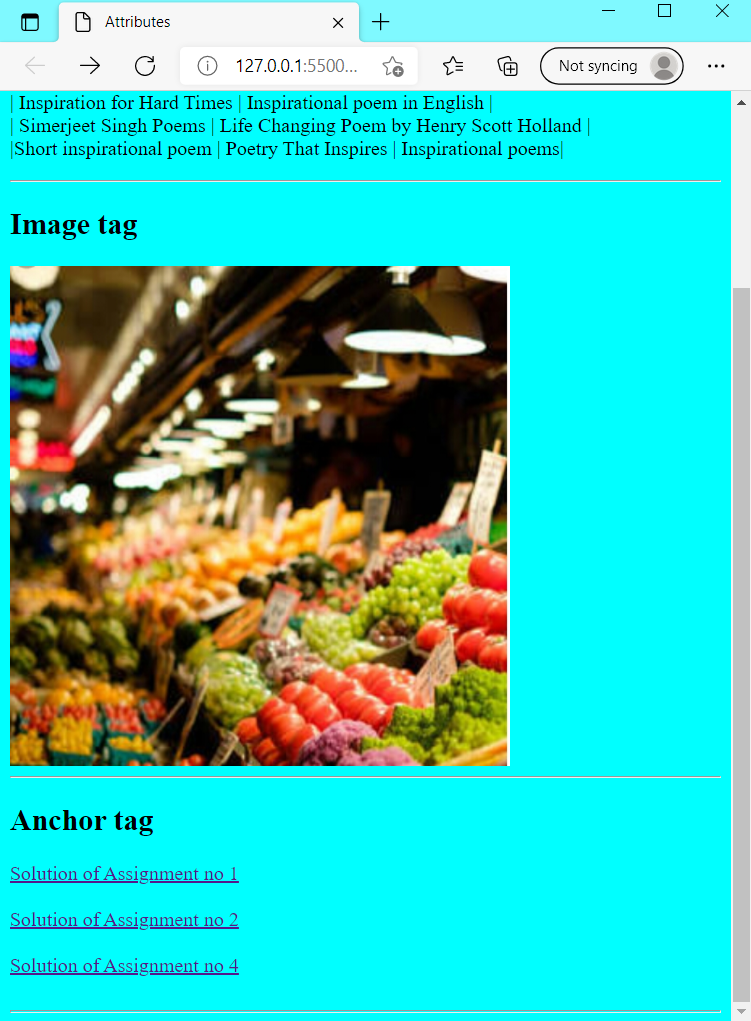 Attributes
127.0.0.1:5500...
Not syncing
| Inspiration for Hard Times | Inspirational poem in English |
| Simerjeet Singh Poems | Life Changing Poem by Henry Scott Holland |
|Short inspirational poem | Poetry That Inspires | Inspirational poems|
Image tag
Anchor tag
Solution of Assignment no 1
Solution of Assignment no 2
Solution of Assignment no 4